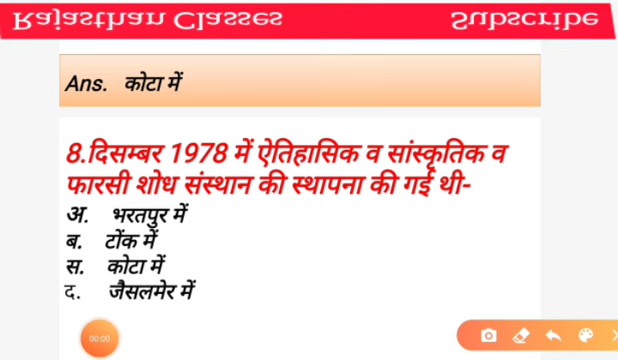 Rajasthan Classes Subscribe
Ans. कोटा में
8.दिसम्बर 1978 में ऐतिहासिक व सांस्कृतिक व
फारसी शोध संस्थान की स्थापना की गई थी-
अ. भरतपुर में
ब. टोंक में
स. कोटा में
द. जैसलमेर में
00:00